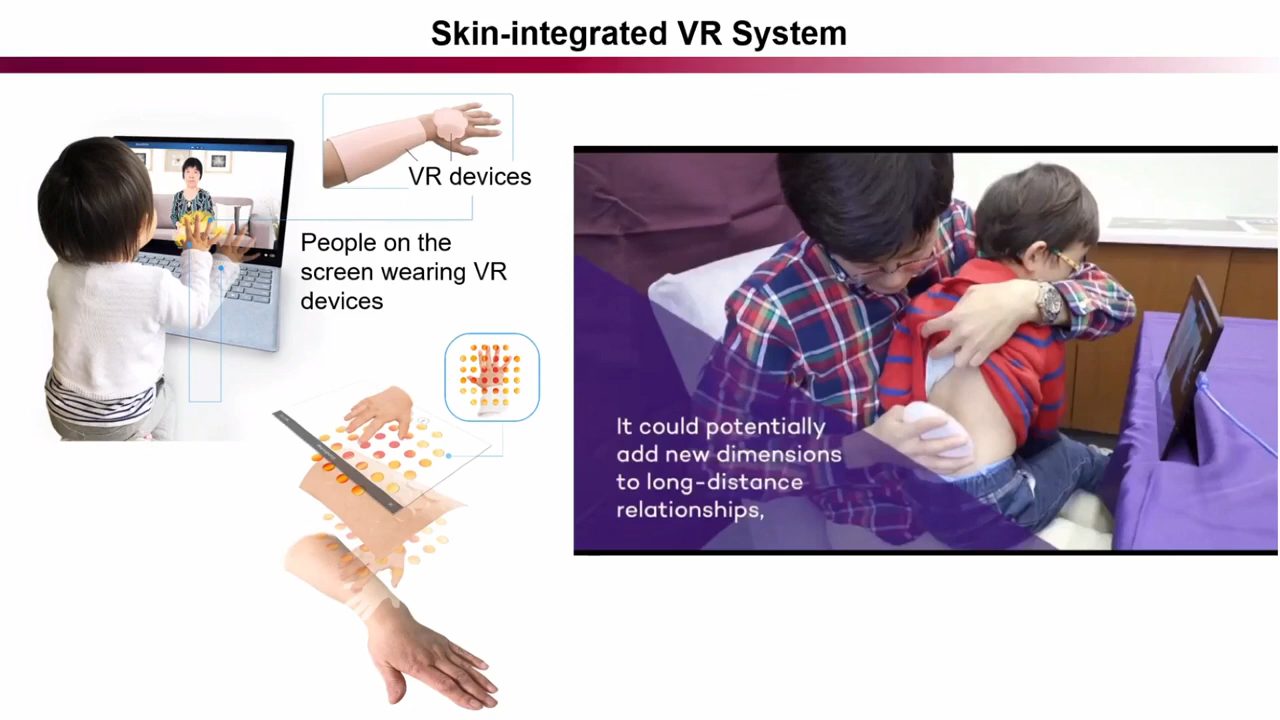 Skin-integrated VR System
VR devices
People on the
screen wearing VR
devices
It could potentially
add new dimensions
to long-distance
relationships,